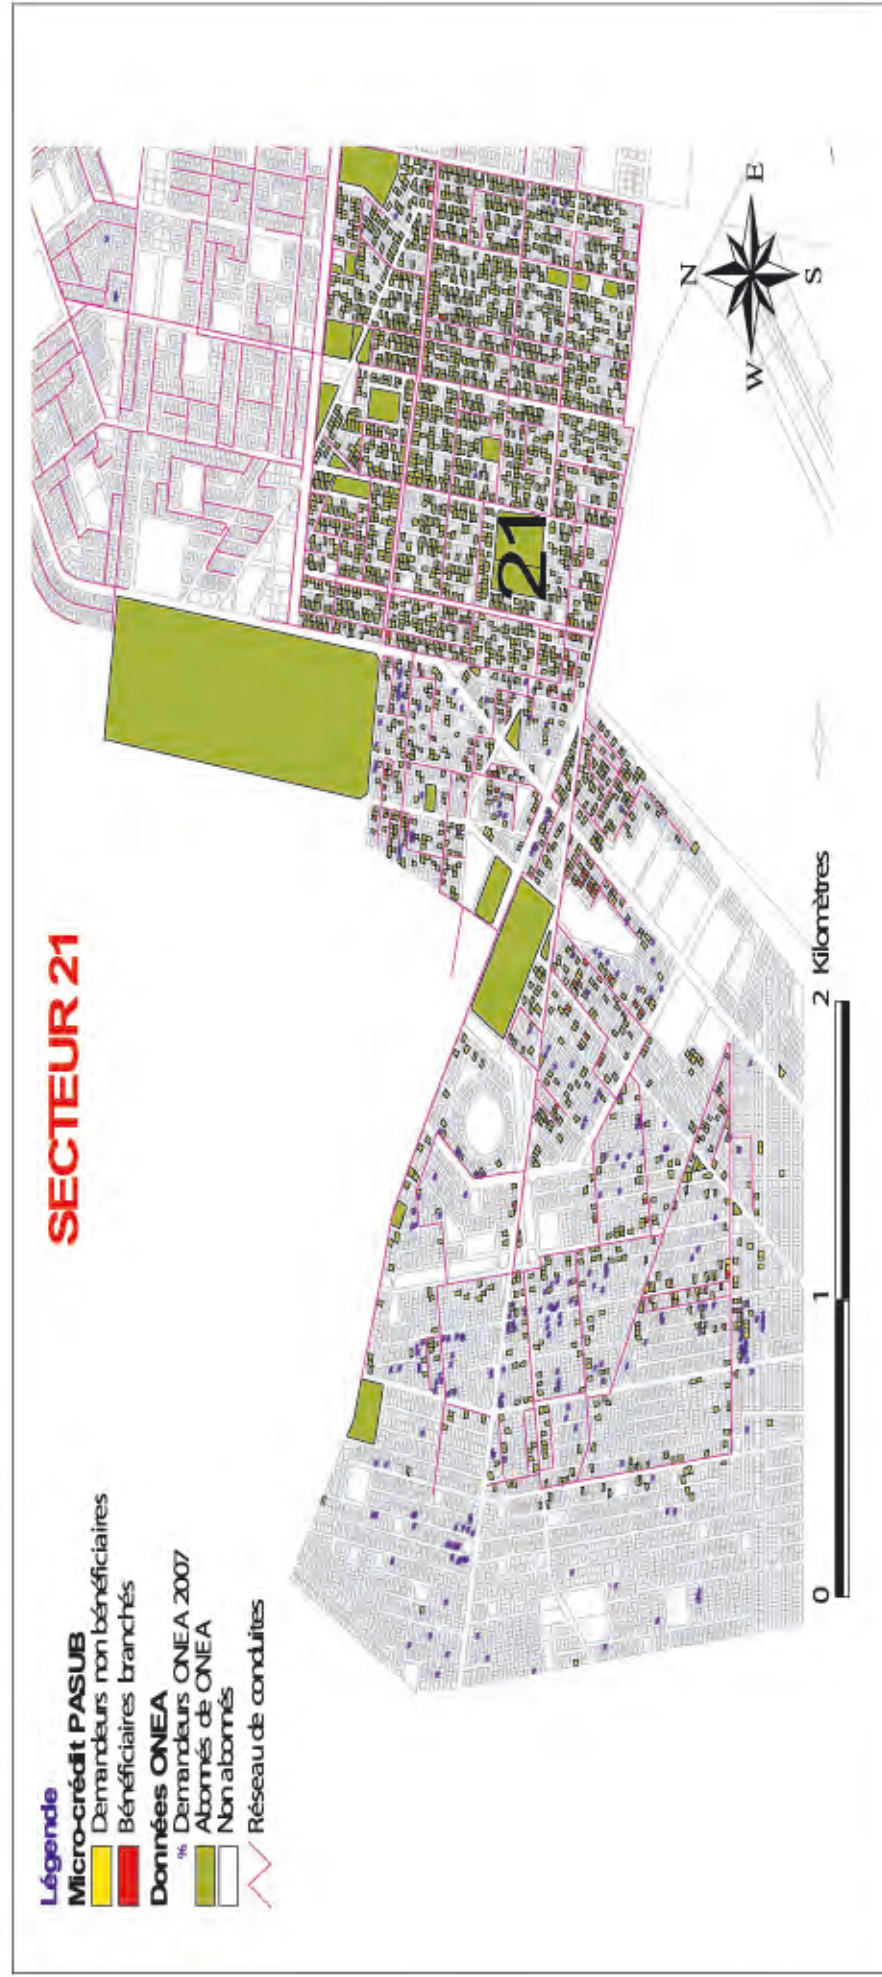 SECTEUR 21
Légende
Micro-crédit PASUB
Demandeurs non bénéficiaires
Bénéficiaires branchés
Données ONEA
% Demandeurs ONEA 2007
Abonnés de ONEA
Non abonnés
Réseau de conduites
21
N
W
E
S
0 1 2 Kilomètres